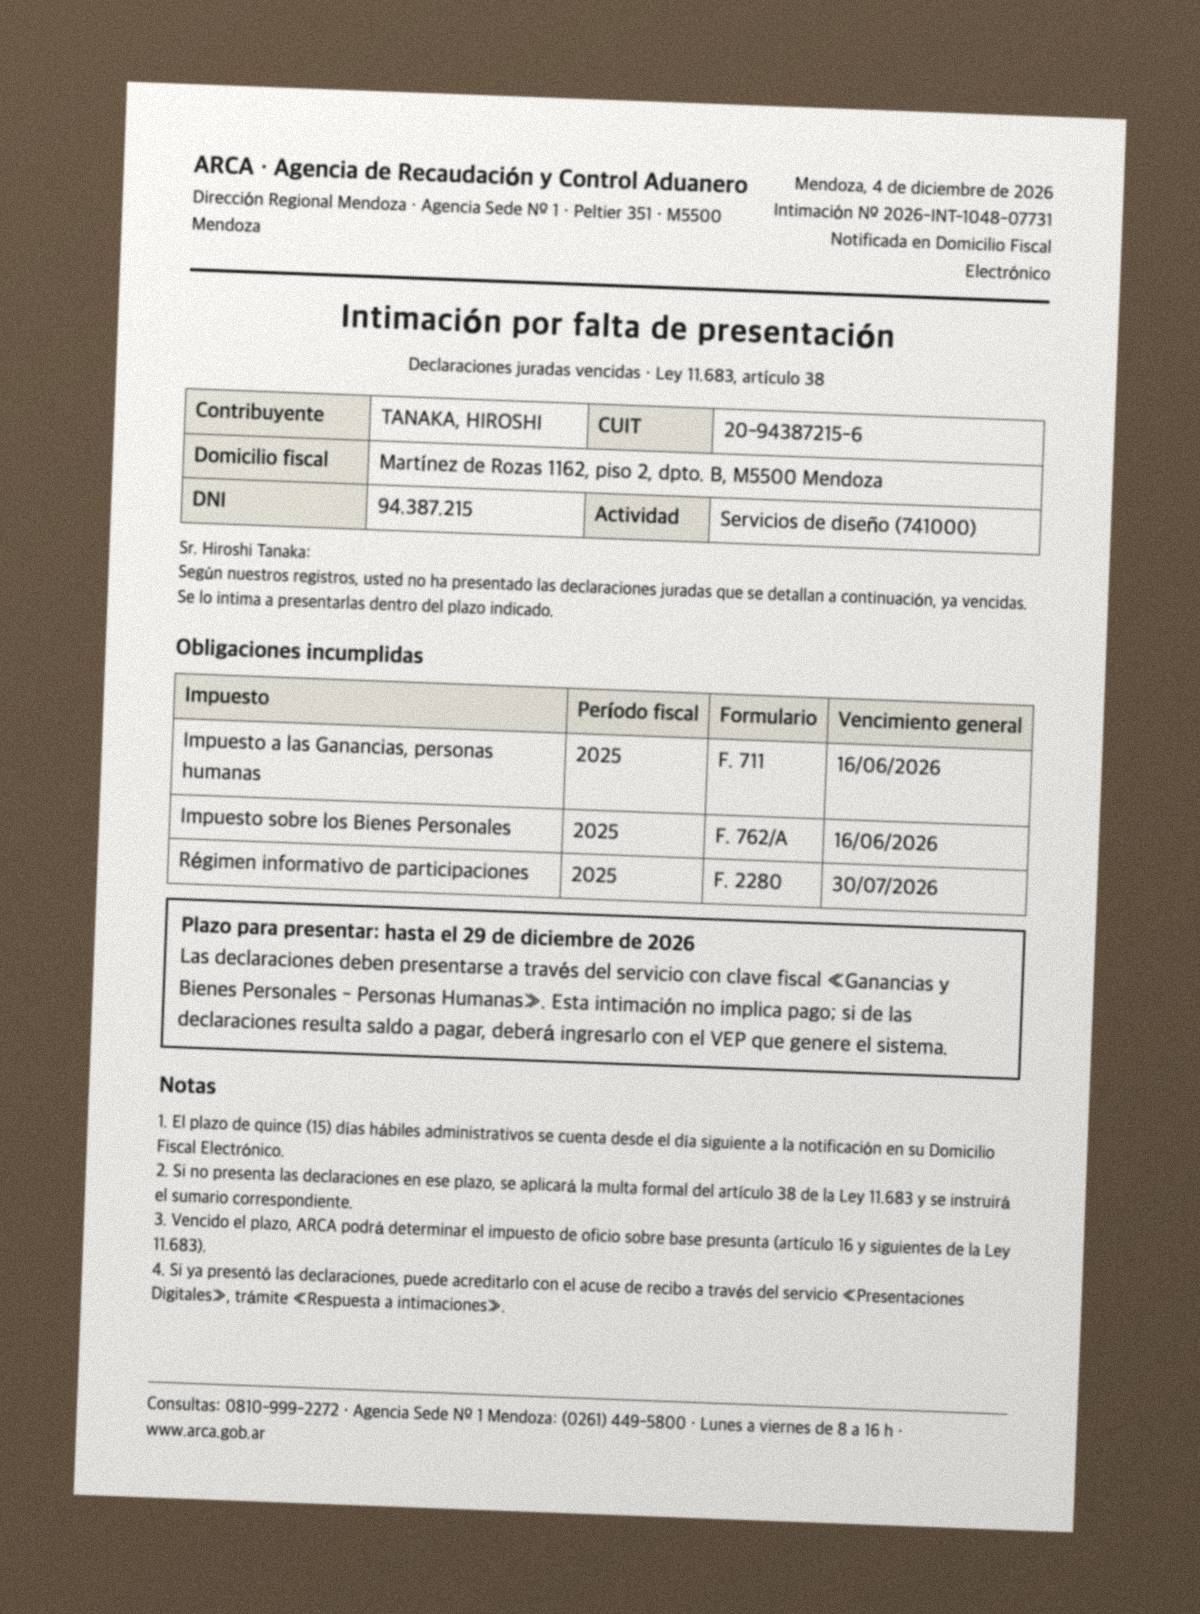 ARCA · Agencia de Recaudación y Control Aduanero
Dirección Regional Mendoza · Agencia Sede Nº 1 · Peltier 351 · M5500
Mendoza
Mendoza, 4 de diciembre de 2026
Intimación Nº 2026-INT-1048-07731
Notificada en Domicilio Fiscal
Electrónico
Intimación por falta de presentación
Declaraciones juradas vencidas · Ley 11.683, artículo 38
Contribuyente TANAKA, HIROSHI CUIT 20-94387215-6
Domicilio fiscal Martínez de Rozas 1162, piso 2, dpto. B, M5500 Mendoza
DNI 94.387.215 Actividad Servicios de diseño (741000)
Sr. Hiroshi Tanaka:
Según nuestros registros, usted no ha presentado las declaraciones juradas que se detallan a continuación, ya vencidas.
Se lo intima a presentarlas dentro del plazo indicado.
Obligaciones incumplidas
Impuesto Período fiscal Formulario Vencimiento general
Impuesto a las Ganancias, personas
humanas 2025 F. 711 16/06/2026
Impuesto sobre los Bienes Personales 2025 F. 762/A 16/06/2026
Régimen informativo de participaciones 2025 F. 2280 30/07/2026
Plazo para presentar: hasta el 29 de diciembre de 2026
Las declaraciones deben presentarse a través del servicio con clave fiscal «Ganancias y
Bienes Personales - Personas Humanas». Esta intimación no implica pago; si de las
declaraciones resulta saldo a pagar, deberá ingresarlo con el VEP que genere el sistema.
Notas
1. El plazo de quince (15) días hábiles administrativos se cuenta desde el día siguiente a la notificación en su Domicilio
Fiscal Electrónico.
2. Si no presenta las declaraciones en ese plazo, se aplicará la multa formal del artículo 38 de la Ley 11.683 y se instruirá
el sumario correspondiente.
3. Vencido el plazo, ARCA podrá determinar el impuesto de oficio sobre base presunta (artículo 16 y siguientes de la Ley
11.683).
4. Si ya presentó las declaraciones, puede acreditarlo con el acuse de recibo a través del servicio «Presentaciones
Digitales», trámite «Respuesta a intimaciones».
Consultas: 0810-999-2272 · Agencia Sede Nº 1 Mendoza: (0261) 449-5800 · Lunes a viernes de 8 a 16 h ·
www.arca.gob.ar